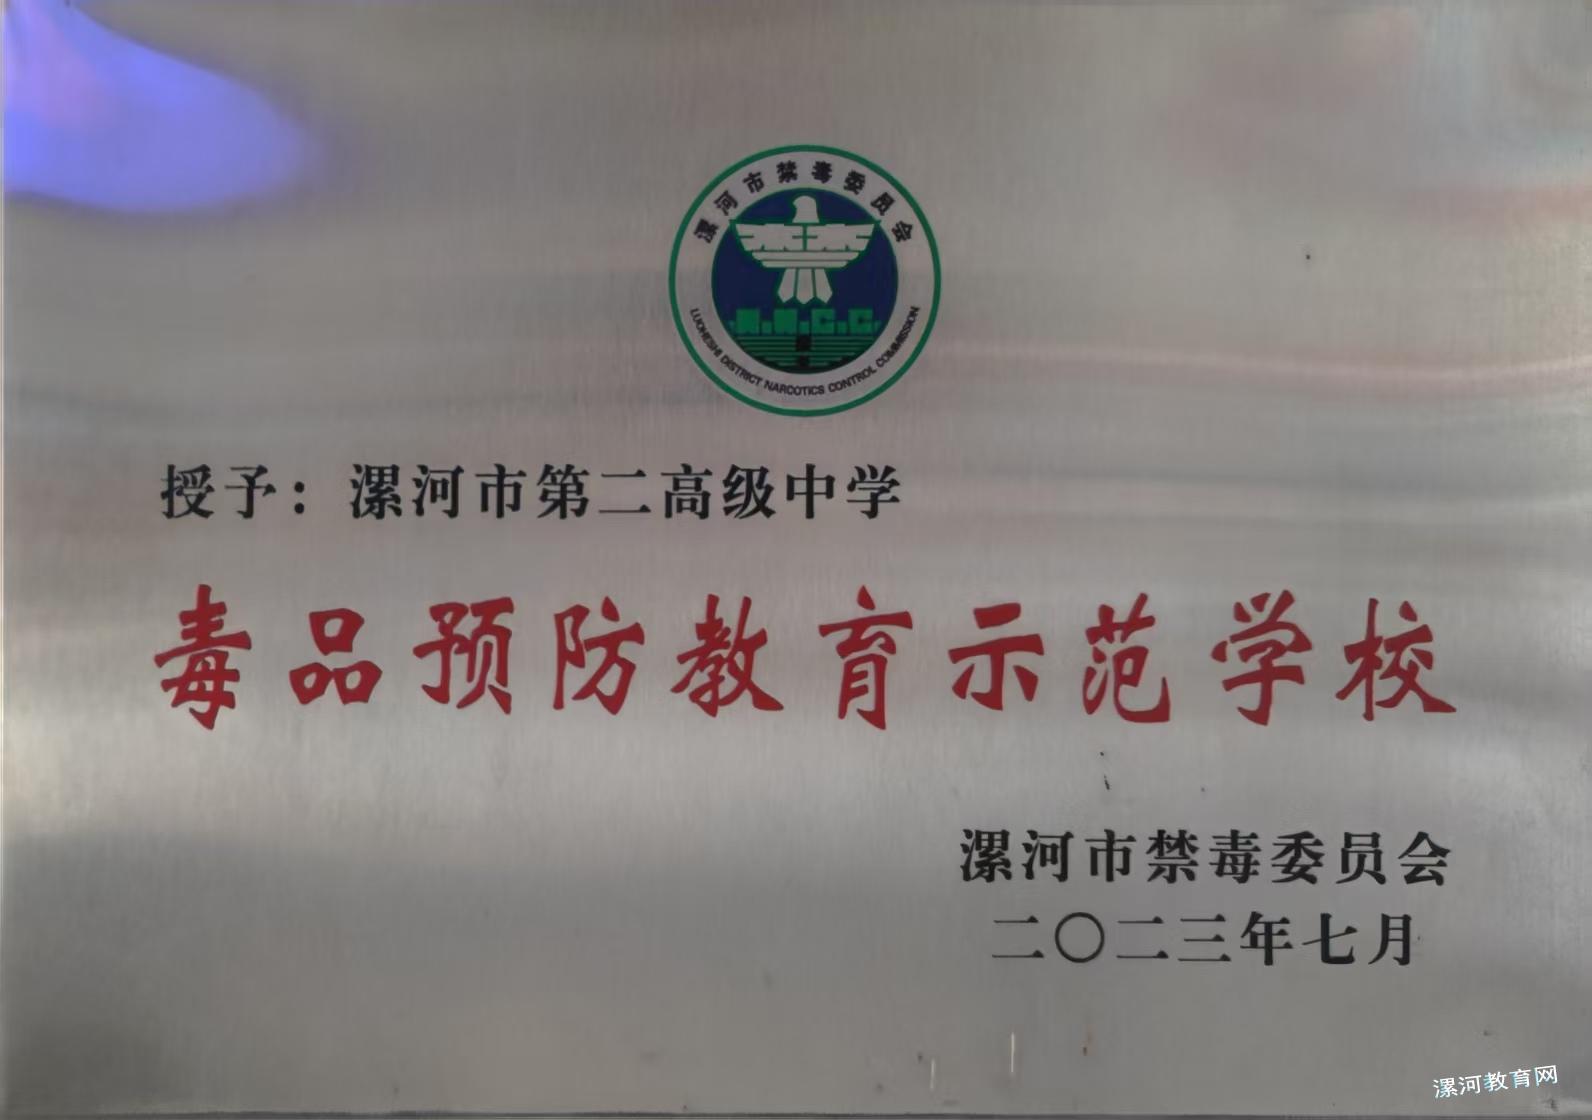 漯河市禁毒委员会
N.N.C.C.
LUOHESHI DISTRICT NARCOTICS CONTROL COMMISSION
授予：漯河市第二高级中学
毒品预防教育示范学校
漯河市禁毒委员会
二〇二三年七月
漯河教育网